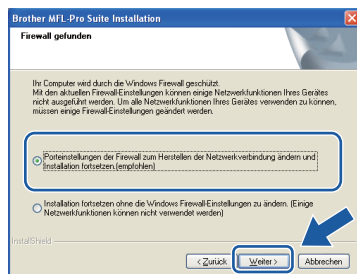 Brother MFL-Pro Suite Installation
Firewall gefunden
Ihr Computer wird durch die Windows Firewall geschützt.
Mit den aktuellen Firewall-Einstellungen können einige Netzwerkfunktionen Ihres Gerätes
nicht ausgeführt werden. Um alle Netzwerkfunktionen Ihres Gerätes verwenden zu können,
müssen einige Firewall-Einstellungen geändert werden.
Porteinstellungen der Firewall zum Herstellen der Netzwerkverbindung ändern und
Installation fortsetzen.(empfohlen)
Installation fortsetzen ohne die Windows Firewall-Einstellungen zu ändern. (Einige
Netzwerkfunktionen können nicht verwendet werden)
InstallShield
< Zurück Weiter > Abbrechen